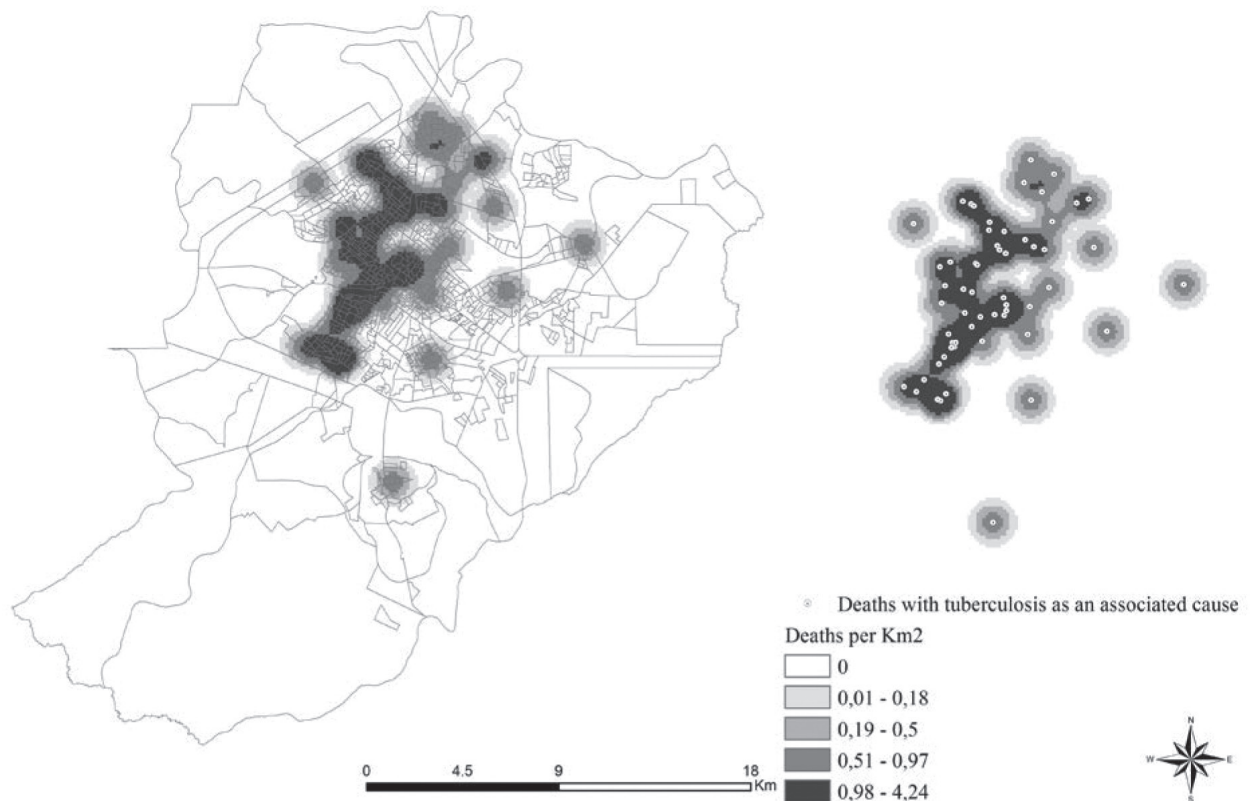 Deaths with tuberculosis as an associated cause
Deaths per Km2
0
0,01 - 0,18
0,19 - 0,5
0,51 - 0,97
0,98 - 4,24
0 4.5 9 18
Km
N
W E
S